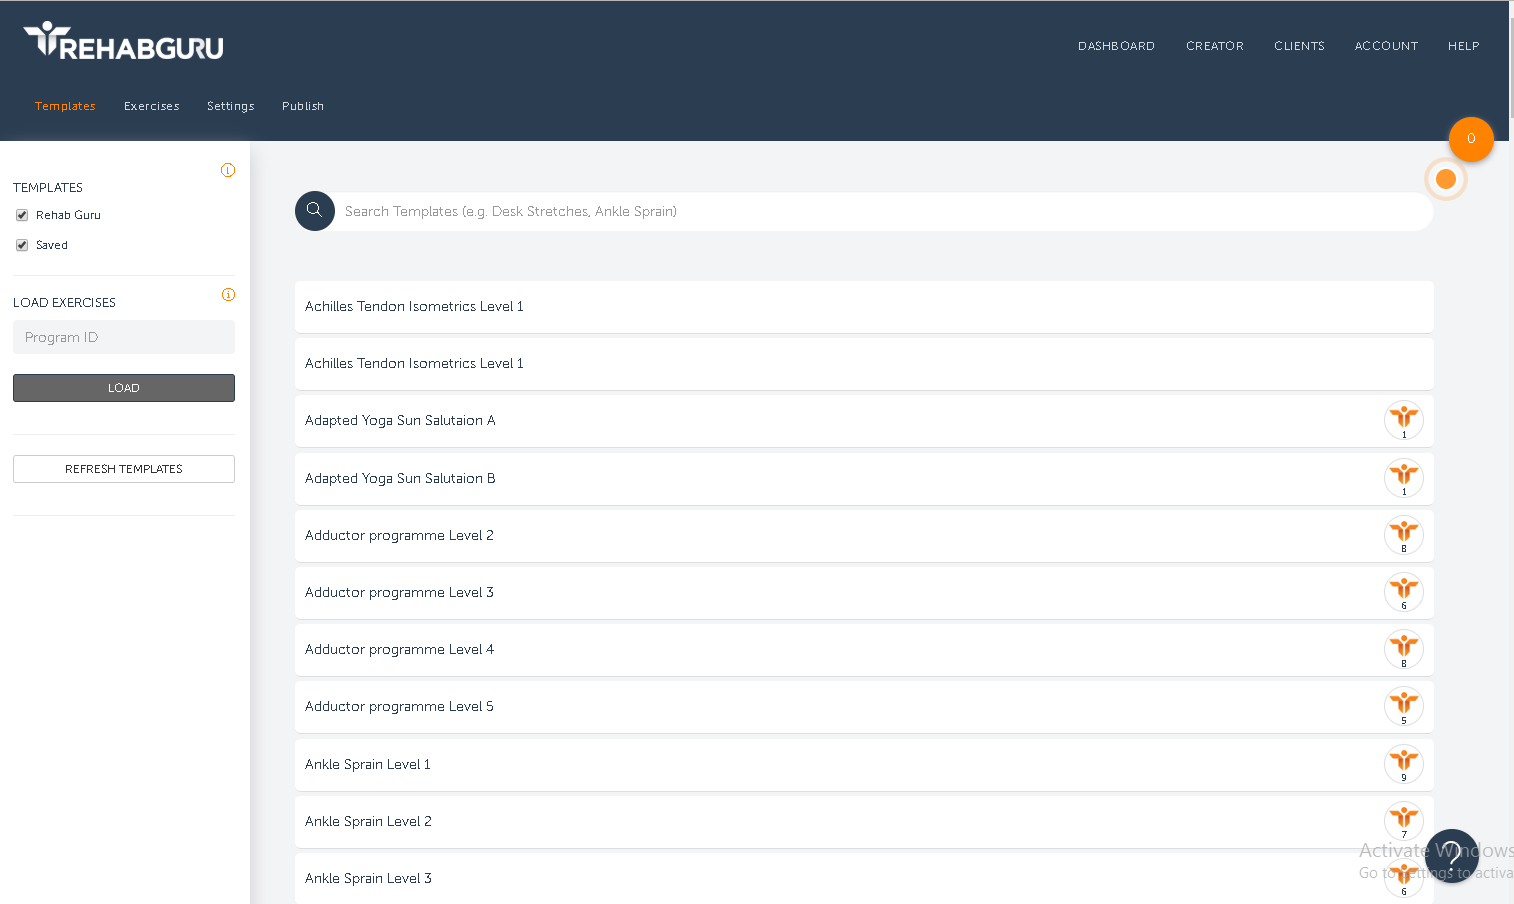 REHABGURU
DASHBOARD CREATOR CLIENTS ACCOUNT HELP
Templates Exercises Settings Publish
0
TEMPLATES
Rehab Guru
Saved
LOAD EXERCISES
Program ID
LOAD
REFRESH TEMPLATES
Search Templates (e.g. Desk Stretches, Ankle Sprain)
Achilles Tendon Isometrics Level 1
Achilles Tendon Isometrics Level 1
Adapted Yoga Sun Salutaion A
1
Adapted Yoga Sun Salutaion B
1
Adductor programme Level 2
8
Adductor programme Level 3
6
Adductor programme Level 4
8
Adductor programme Level 5
5
Ankle Sprain Level 1
9
Ankle Sprain Level 2
7
Ankle Sprain Level 3
6
Activate Windows
Go to Settings to activa
?